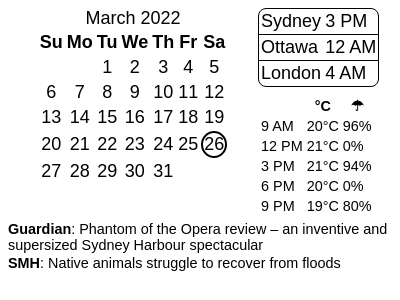 March 2022
Su Mo Tu We Th Fr Sa
1 2 3 4 5
6 7 8 9 10 11 12
13 14 15 16 17 18 19
20 21 22 23 24 25 26
27 28 29 30 31
Sydney 3 PM
Ottawa 12 AM
London 4 AM
°C ☂
9 AM 20°C 96%
12 PM 21°C 0%
3 PM 21°C 94%
6 PM 20°C 0%
9 PM 19°C 80%
Guardian: Phantom of the Opera review – an inventive and
supersized Sydney Harbour spectacular
SMH: Native animals struggle to recover from floods